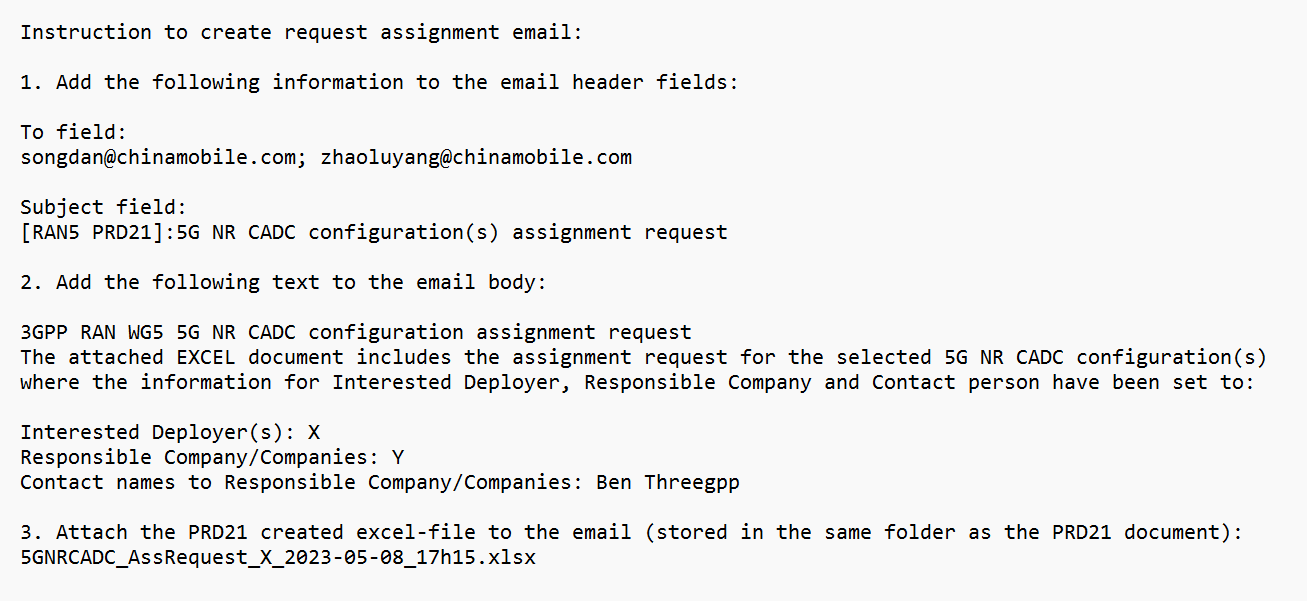 Instruction to create request assignment email:
1. Add the following information to the email header fields:
To field:
songdan@chinamobile.com; zhaoluyang@chinamobile.com
Subject field:
[RAN5 PRD21]:5G NR CADC configuration(s) assignment request
2. Add the following text to the email body:
3GPP RAN WG5 5G NR CADC configuration assignment request
The attached EXCEL document includes the assignment request for the selected 5G NR CADC configuration(s)
where the information for Interested Deployer, Responsible Company and Contact person have been set to:
Interested Deployer(s): X
Responsible Company/Companies: Y
Contact names to Responsible Company/Companies: Ben Threegpp
3. Attach the PRD21 created excel-file to the email (stored in the same folder as the PRD21 document):
5GNRCADC_AssRequest_X_2023-05-08_17h15.xlsx